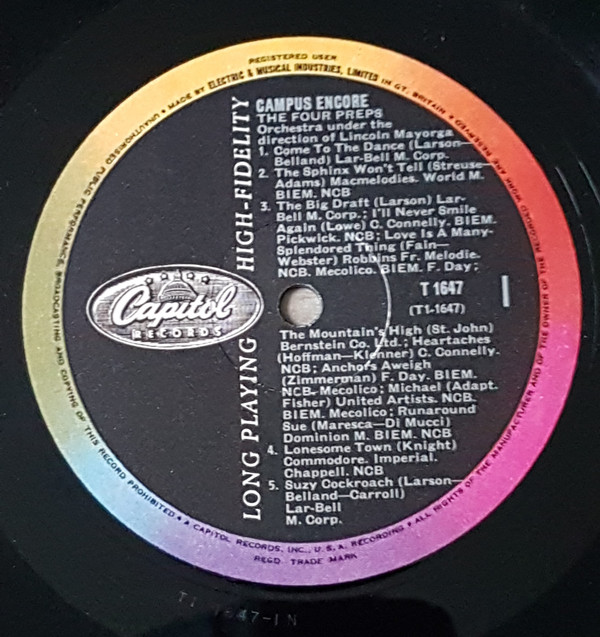 REGISTERED USER
• MADE BY ELECTRIC & MUSICAL INDUSTRIES, LIMITED IN GT. BRITAIN •
ALL RIGHTS OF THE MANUFACTURER AND OF THE OWNER OF THE RECORDED WORK ARE RESERVED
UNAUTHORISED PUBLIC PERFORMANCE BROADCASTING AND COPYING OF THIS RECORD PROHIBITED •
• A CAPITOL RECORDS, INC., U.S.A. RECORDING •
REGD. TRADE MARK
LONG PLAYING HIGH-FIDELITY
Capitol
RECORDS
CAMPUS ENCORE
THE FOUR PREPS
Orchestra under the
direction of Lincoln Mayorga
1. Come To The Dance (Larson—
Belland) Lar-Bell M. Corp.
2. The Sphinx Won't Tell (Streuse—
Adams) Macmelodies. World M.
BIEM. NCB
3. The Big Draft (Larson) Lar-
Bell M. Corp.; I'll Never Smile
Again (Lowe) C. Connelly. BIEM.
Pickwick. NCB; Love Is A Many-
Splendored Thing (Fain—
Webster) Robbins Fr. Melodie.
NCB. Mecolico. BIEM. F. Day;
T 1647
(T1-1647)
1
The Mountain's High (St. John)
Bernstein Co. Ltd.; Heartaches
(Hoffman—Klenner) C. Connelly.
NCB; Anchors Aweigh
(Zimmerman) F. Day. BIEM.
NCB. Mecolico; Michael (Adapt.
Fisher) United Artists. NCB.
BIEM. Mecolico; Runaround
Sue (Maresca—Di Mucci)
Dominion M. BIEM. NCB
4. Lonesome Town (Knight)
Commodore. Imperial.
Chappell. NCB
5. Suzy Cockroach (Larson—
Belland—Carroll)
Lar-Bell
M. Corp.